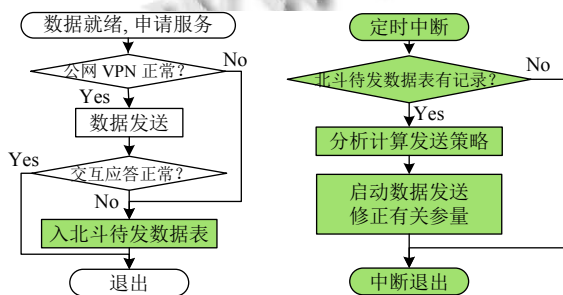 数据就绪, 申请服务
公网 VPN 正常?
No
Yes
数据发送
Yes
交互应答正常?
No
入北斗待发数据表
退出
定时中断
北斗待发数据表有记录?
No
Yes
分析计算发送策略
启动数据发送
修正有关参量
中断退出